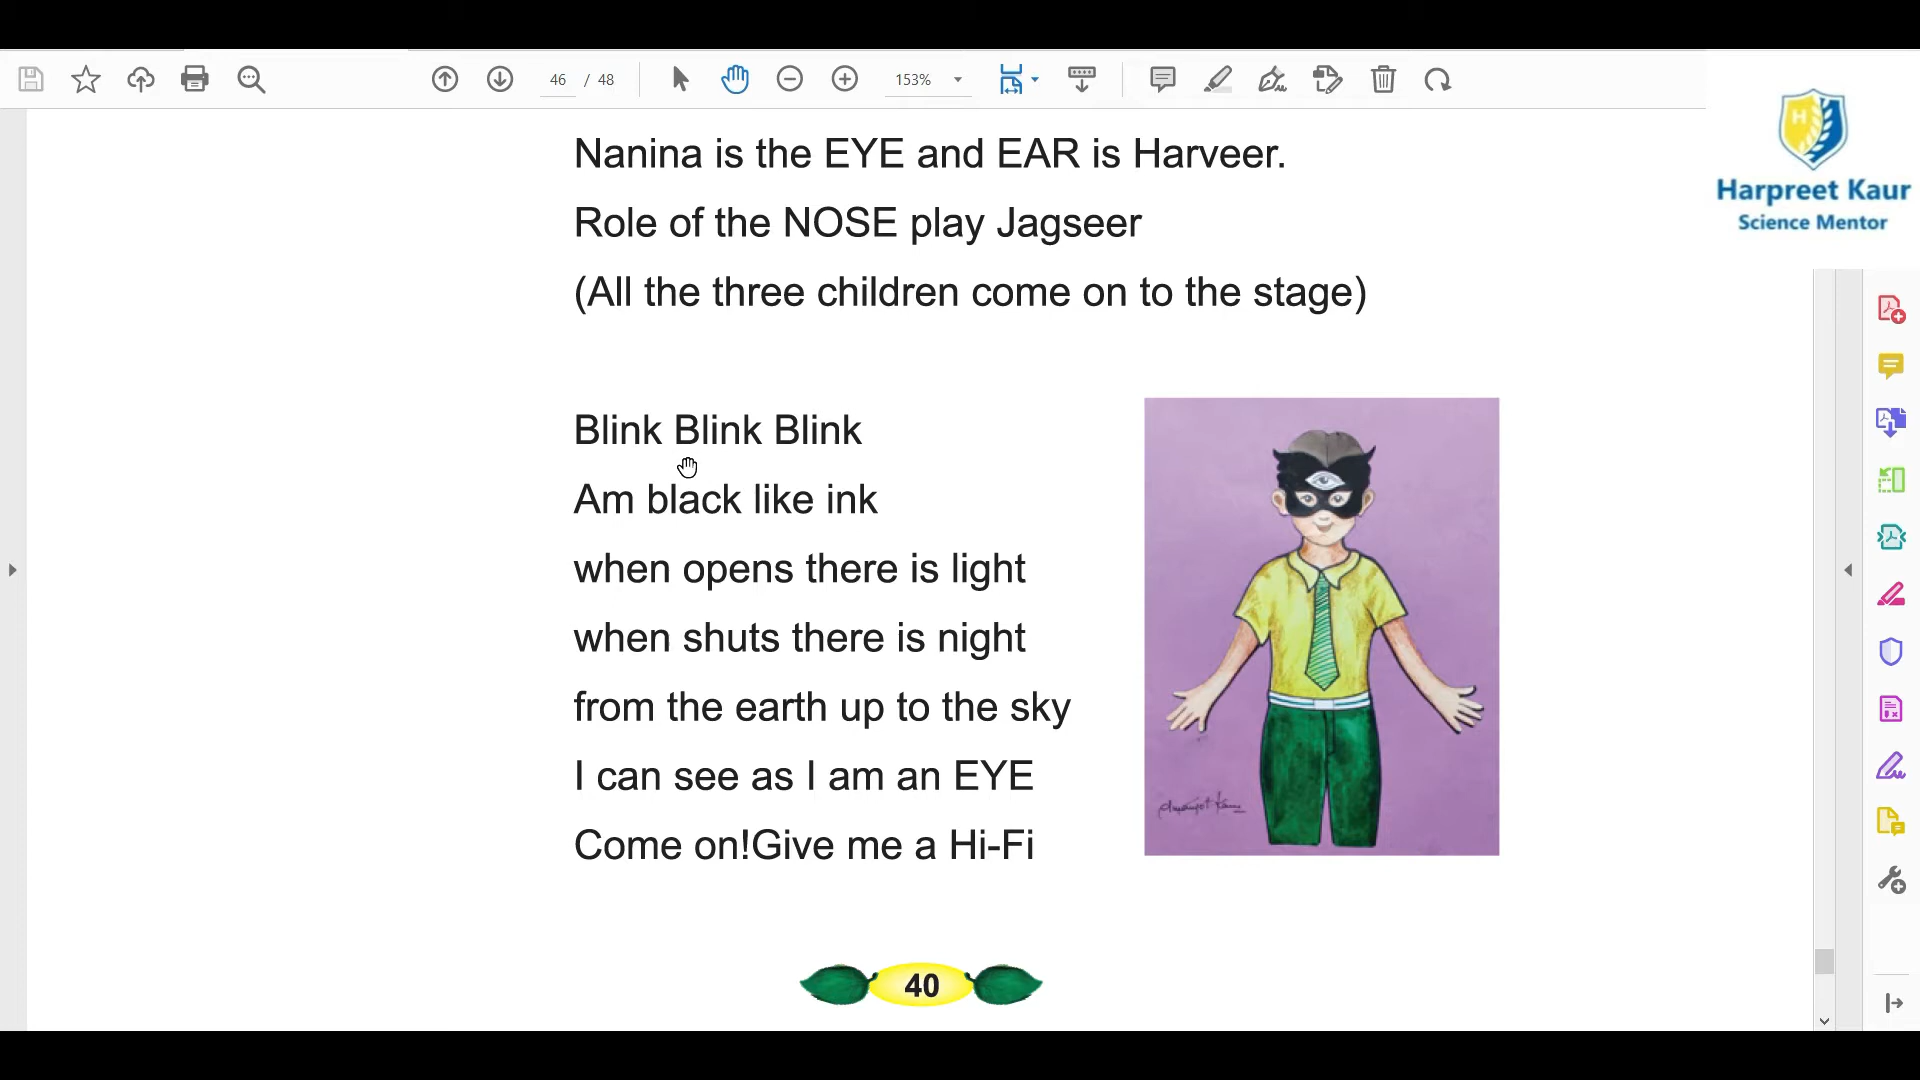 46 / 48
153%
H
Harpreet Kaur
Science Mentor
Nanina is the EYE and EAR is Harveer.
Role of the NOSE play Jagseer
(All the three children come on to the stage)
Blink Blink Blink
Am black like ink
when opens there is light
when shuts there is night
from the earth up to the sky
I can see as I am an EYE
Come on!Give me a Hi-Fi
40